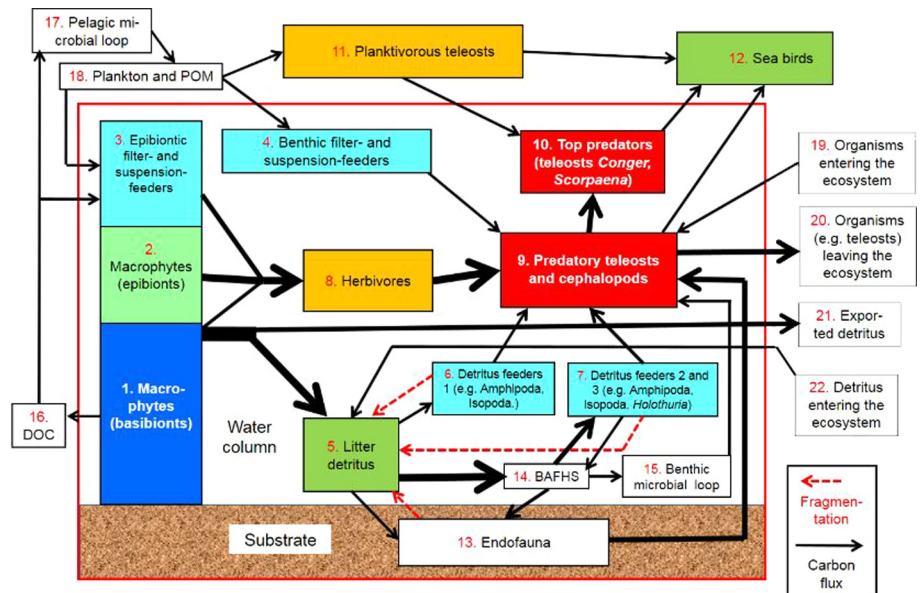 17. Pelagic mi-
crobial loop
18. Plankton and POM
11. Planktivorous teleosts
12. Sea birds
3. Epibiontic
filter- and
suspension-
feeders
4. Benthic filter- and
suspension-feeders
10. Top predators
(teleosts Conger,
Scorpaena)
19. Organisms
entering the
ecosystem
2.
Macrophytes
(epibionts)
8. Herbivores
9. Predatory teleosts
and cephalopods
20. Organisms
(e.g. teleosts)
leaving the
ecosystem
21. Expor-
ted detritus
1. Macro-
phytes
(basibionts)
6. Detritus feeders
1 (e.g. Amphipoda,
Isopoda.)
7. Detritus feeders 2 and
3 (e.g. Amphipoda,
Isopoda, Holothuria)
22. Detritus
entering the
ecosystem
16.
DOC
Water
column
5. Litter
detritus
14. BAFHS
15. Benthic
microbial loop
Substrate
13. Endofauna
Fragmen-
tation
Carbon
flux